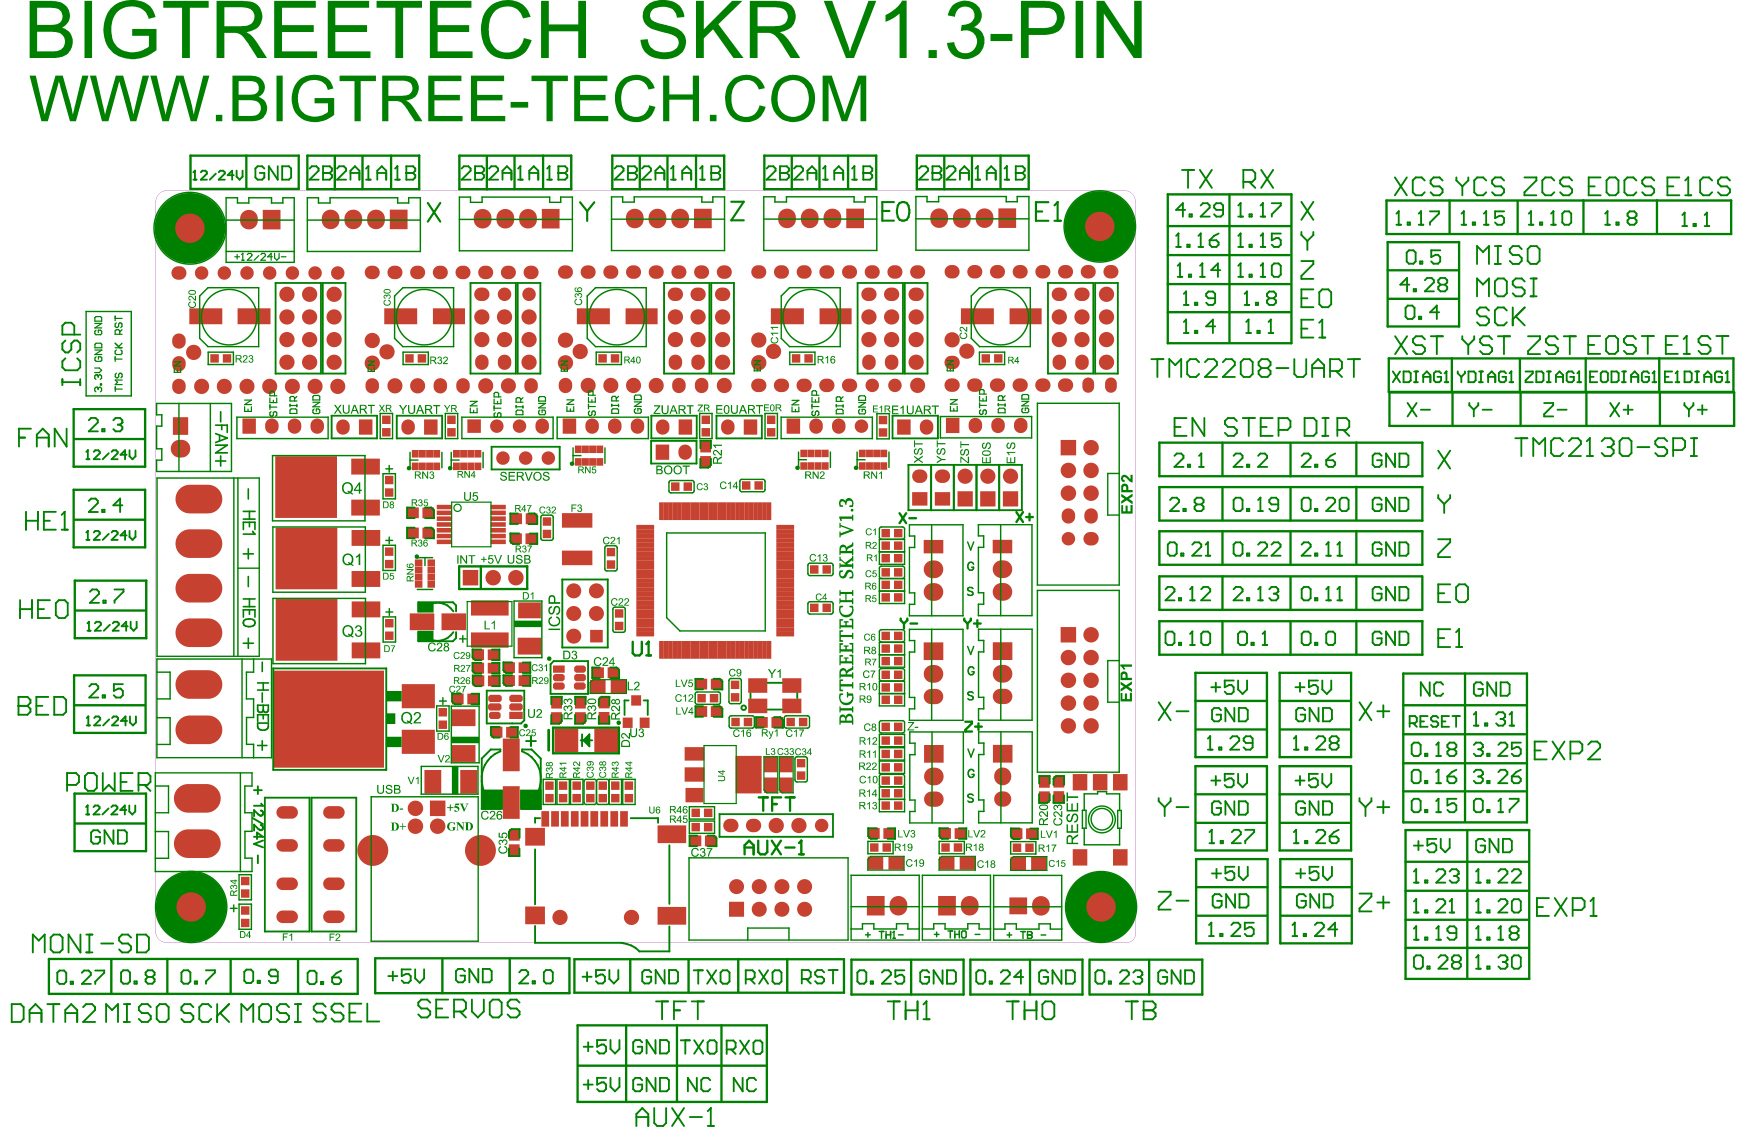 BIGTREETECH SKR V1.3-PIN
WWW.BIGTREE-TECH.COM
12/24V GND 2B 2A 1A 1B 2B 2A 1A 1B 2B 2A 1A 1B 2B 2A 1A 1B 2B 2A 1A 1B
X Y Z E0 E1
+12/24V-
TX RX
4.29 1.17 X
1.16 1.15 Y
1.14 1.10 Z
1.9 1.8 E0
1.4 1.1 E1
TMC2208-UART
XCS YCS ZCS E0CS E1CS
1.17 1.15 1.10 1.8 1.1
0.5 MISO
4.28 MOSI
0.4 SCK
XST YST ZST E0ST E1ST
XDIAG1 YDIAG1 ZDIAG1 E0DIAG1 E1DIAG1
X- Y- Z- X+ Y+
TMC2130-SPI
ICSP
3.3V GND GND
TMS TCK RST
C20 C30 C36 C11 C2
EN EN EN EN EN
R23 R32 R40 R16 R4
EN STEP DIR GND XUART XR YUART YR EN STEP DIR GND EN STEP DIR GND ZUART ZR E0UART E0R EN STEP DIR GND E1R E1UART EN STEP DIR GND
FAN
2.3
12/24V
HE1
2.4
12/24V
HE0
2.7
12/24V
BED
2.5
12/24V
POWER
12/24V
GND
-FAN+
- HE1 +
- HE0 +
- H-BED +
+ 12/24V -
Q4 D8 RN3 RN4 SERVOS RN5 BOOT R21 RN2 RN1
XST YST ZST E0S E1S
EXP2
R35 R36 U5 R47 R37 C32 F3 C3 C14
Q1 D5 RN6 INT +5V USB C21 C13
Q3 D7 C28 L1 D1 ICSP C22 C4
U1
BIGTREETECH SKR V1.3
C1 R2 R1 C5 R6 R5
X- X+
V G S V G S
C6 R8 R7 C7 R10 R9
Y- Y+
V G S V G S
C8 R12 R11 R22 C10 R14 R13
Z- Z+
V G S
EXP1
C29 R27 R26 C31 R29 D3 C24 L2
C27 Q2 D6 U2 C25 R33 R30 R28 U3 D2
LV5 C12 LV4 C9 Y1 C16 Ry1 C17
V2 V1 USB C26
D- +5V
D+ GND
R38 R41 R42 C39 C38 R43 R44 U6
U4 L3 C33 C34
TFT
R46 R45 C37 AUX-1 C35
R20 C23 RESET
LV3 R19 C19 LV2 R18 C18 LV1 R17 C15
R34 D4 F1 F2
+ TH1- + TH0 - + TB -
EN STEP DIR
2.1 2.2 2.6 GND X
2.8 0.19 0.20 GND Y
0.21 0.22 2.11 GND Z
2.12 2.13 0.11 GND E0
0.10 0.1 0.0 GND E1
X-
+5V
GND
1.29
+5V
GND
1.28
X+
Y-
+5V
GND
1.27
+5V
GND
1.26
Y+
Z-
+5V
GND
1.25
+5V
GND
1.24
Z+
NC GND
RESET 1.31
0.18 3.25 EXP2
0.16 3.26
0.15 0.17
+5V GND
1.23 1.22
1.21 1.20 EXP1
1.19 1.18
0.28 1.30
MONI-SD
0.27 0.8 0.7 0.9 0.6
DATA2 MISO SCK MOSI SSEL
+5V GND 2.0
SERVOS
+5V GND TX0 RX0 RST
TFT
0.25 GND
TH1
0.24 GND
TH0
0.23 GND
TB
+5V GND TX0 RX0
+5V GND NC NC
AUX-1